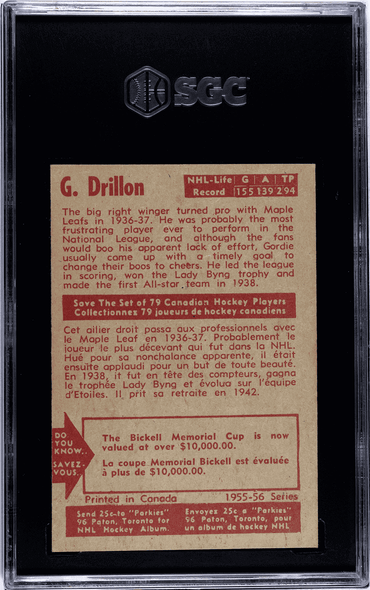 SGC
G. Drillon
NHL-Life G A TP
Record 155 139 294
The big right winger turned pro with Maple
Leafs in 1936-37. He was probably the most
frustrating player ever to perform in the
National League, and although the fans
would boo his apparent lack of effort, Gordie
usually come up with a timely goal to
change their boos to cheers. He led the league
in scoring, won the Lady Byng trophy and
made the first All-star team in 1938.
Save The Set of 79 Canadian Hockey Players
Collectionnez 79 joueurs de hockey canadiens
Cet ailier droit passa aux professionnels avec
le Maple Leaf en 1936-37. Probablement le
joueur le plus décevant qui fut dans la NHL.
Hué pour sa nonchalance apparente, il était
ensuite applaudi pour un but de toute beauté.
En 1938, il fut en tête des compteurs, gagna
le trophée Lady Byng et évolua sur l'équipe
d'Etoiles. Il prit sa retraite en 1942.
DO
YOU
KNOW..
SAVEZ-
VOUS.
The Bickell Memorial Cup is now
valued at over $10,000.00.
La coupe Memorial Bickell est évaluée
à plus de $10,000.00.
Printed in Canada 1955-56 Series
Send 25c to "Parkies"
96 Paton, Toronto for
NHL Hockey Album.
Envoyez 25c a "Parkies"
96 Paton, Toronto, pour
un album de hockey NHL